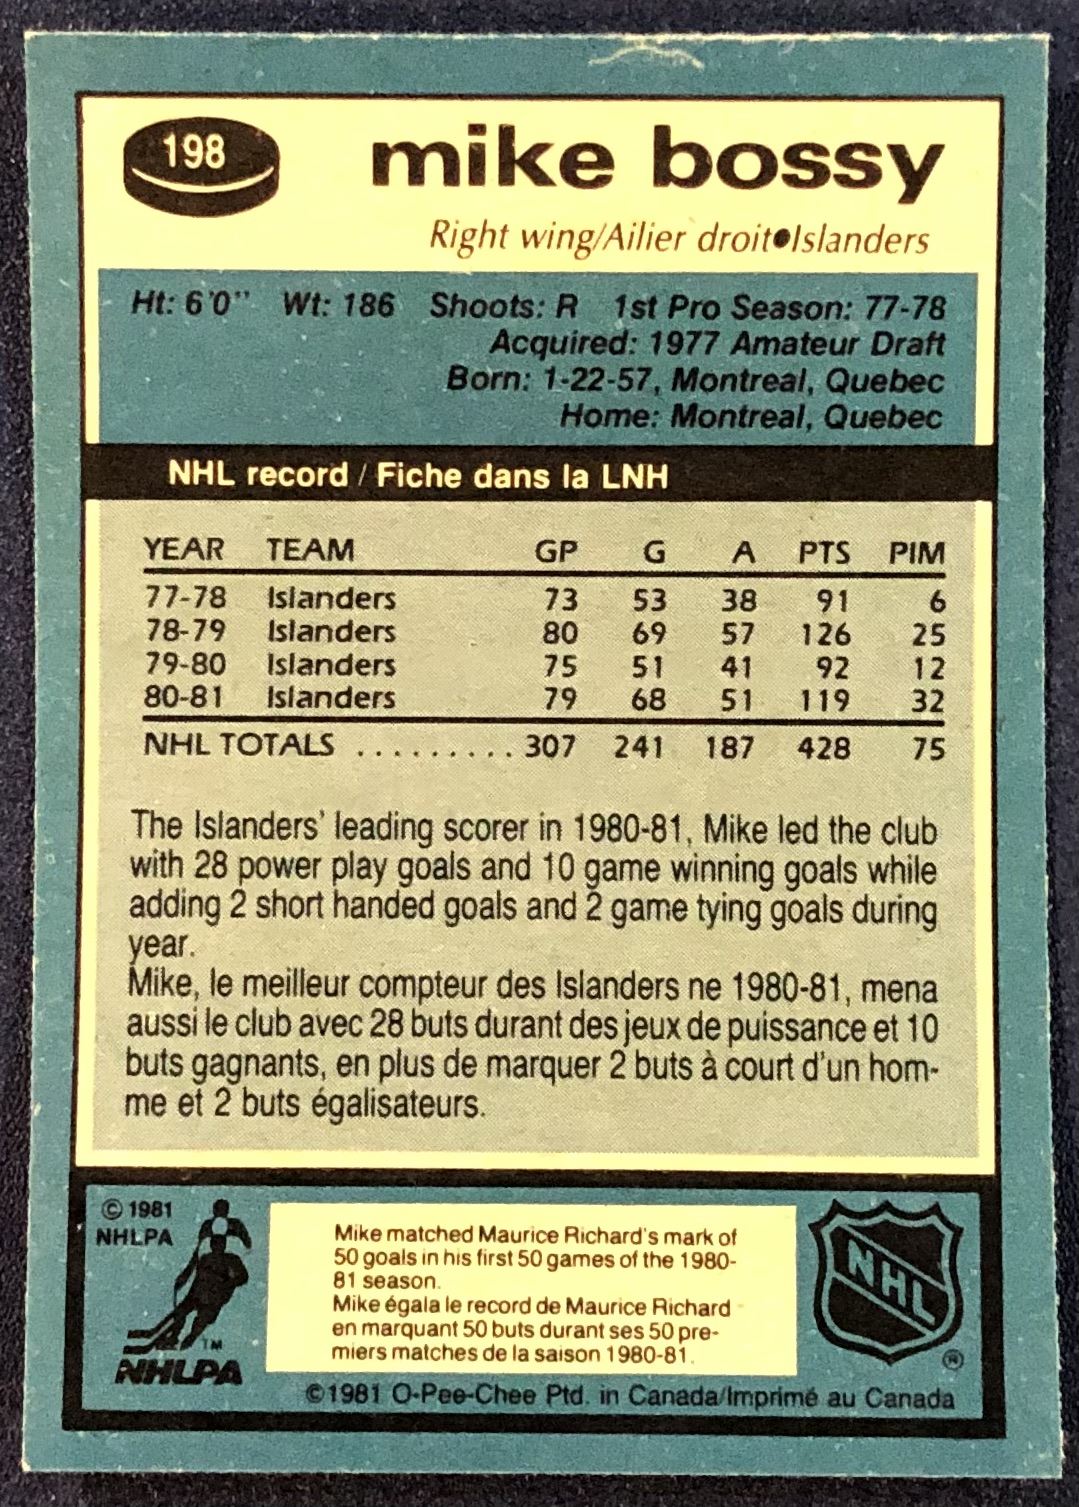 198
mike bossy
Right wing/Ailier droit●Islanders
Ht: 6'0" Wt: 186 Shoots: R 1st Pro Season: 77-78
Acquired: 1977 Amateur Draft
Born: 1-22-57, Montreal, Quebec
Home: Montreal, Quebec
NHL record / Fiche dans la LNH
YEAR TEAM GP G A PTS PIM
77-78 Islanders 73 53 38 91 6
78-79 Islanders 80 69 57 126 25
79-80 Islanders 75 51 41 92 12
80-81 Islanders 79 68 51 119 32
NHL TOTALS ......... 307 241 187 428 75
The Islanders' leading scorer in 1980-81, Mike led the club
with 28 power play goals and 10 game winning goals while
adding 2 short handed goals and 2 game tying goals during
year.
Mike, le meilleur compteur des Islanders ne 1980-81, mena
aussi le club avec 28 buts durant des jeux de puissance et 10
buts gagnants, en plus de marquer 2 buts à court d'un hom-
me et 2 buts égalisateurs.
© 1981
NHLPA
TM
NHLPA
Mike matched Maurice Richard's mark of
50 goals in his first 50 games of the 1980-
81 season.
Mike égala le record de Maurice Richard
en marquant 50 buts durant ses 50 pre-
miers matches de la saison 1980-81.
NHL
®
©1981 O-Pee-Chee Ptd. in Canada/Imprimé au Canada